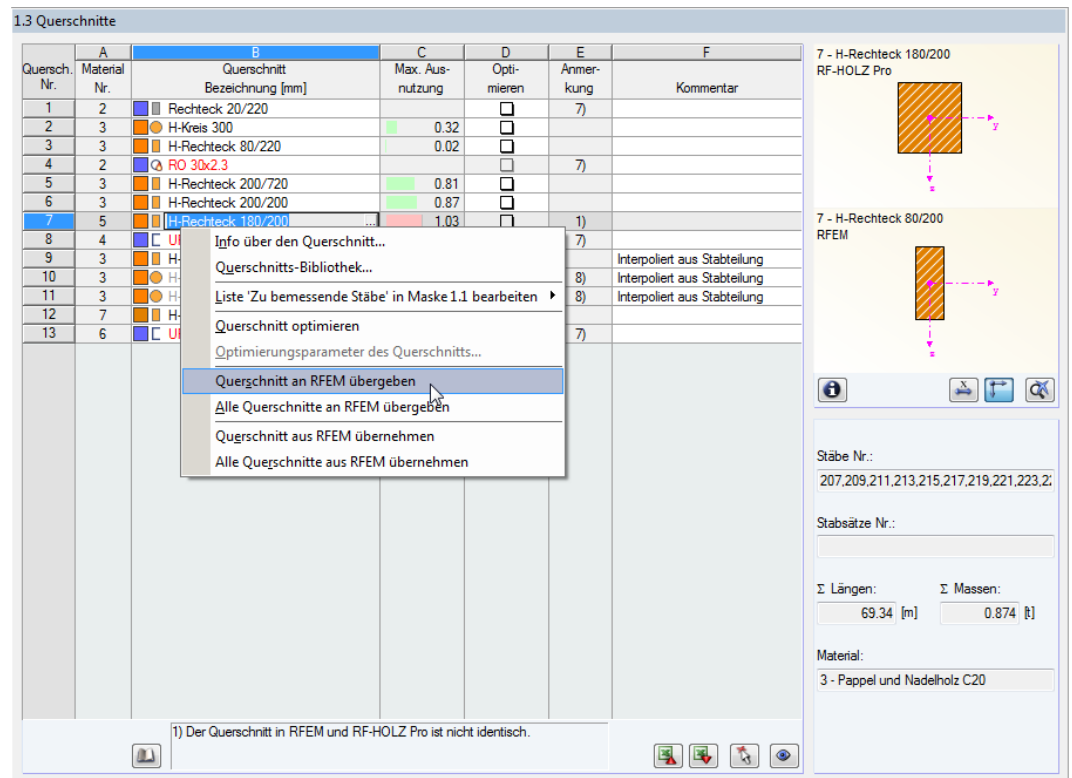 1.3 Querschnitte
A B C D E F
Quersch. Nr. Material Nr. Querschnitt Bezeichnung [mm] Max. Aus- nutzung Opti- mieren Anmer- kung Kommentar
1 2 Rechteck 20/220 7)
2 3 H-Kreis 300 0.32
3 3 H-Rechteck 80/220 0.02
4 2 RO 30x2.3 7)
5 3 H-Rechteck 200/720 0.81
6 3 H-Rechteck 200/200 0.87
7 5 H-Rechteck 180/200 ... 1.03 1)
8 4 7)
9 3 H- Interpoliert aus Stabteilung
10 3 H- 8) Interpoliert aus Stabteilung
11 3 H- 8) Interpoliert aus Stabteilung
12 7 H-
13 6 7)
Info über den Querschnitt...
Querschnitts-Bibliothek...
Liste 'Zu bemessende Stäbe' in Maske 1.1 bearbeiten
Querschnitt optimieren
Optimierungsparameter des Querschnitts...
Querschnitt an RFEM übergeben
Alle Querschnitte an RFEM übergeben
Querschnitt aus RFEM übernehmen
Alle Querschnitte aus RFEM übernehmen
1) Der Querschnitt in RFEM und RF-HOLZ Pro ist nicht identisch.
7 - H-Rechteck 180/200
RF-HOLZ Pro
y
z
7 - H-Rechteck 80/200
RFEM
y
z
Stäbe Nr.:
207,209,211,213,215,217,219,221,223,2
Stabsätze Nr.:
Σ Längen: Σ Massen:
69.34 [m] 0.874 [t]
Material:
3 - Pappel und Nadelholz C20